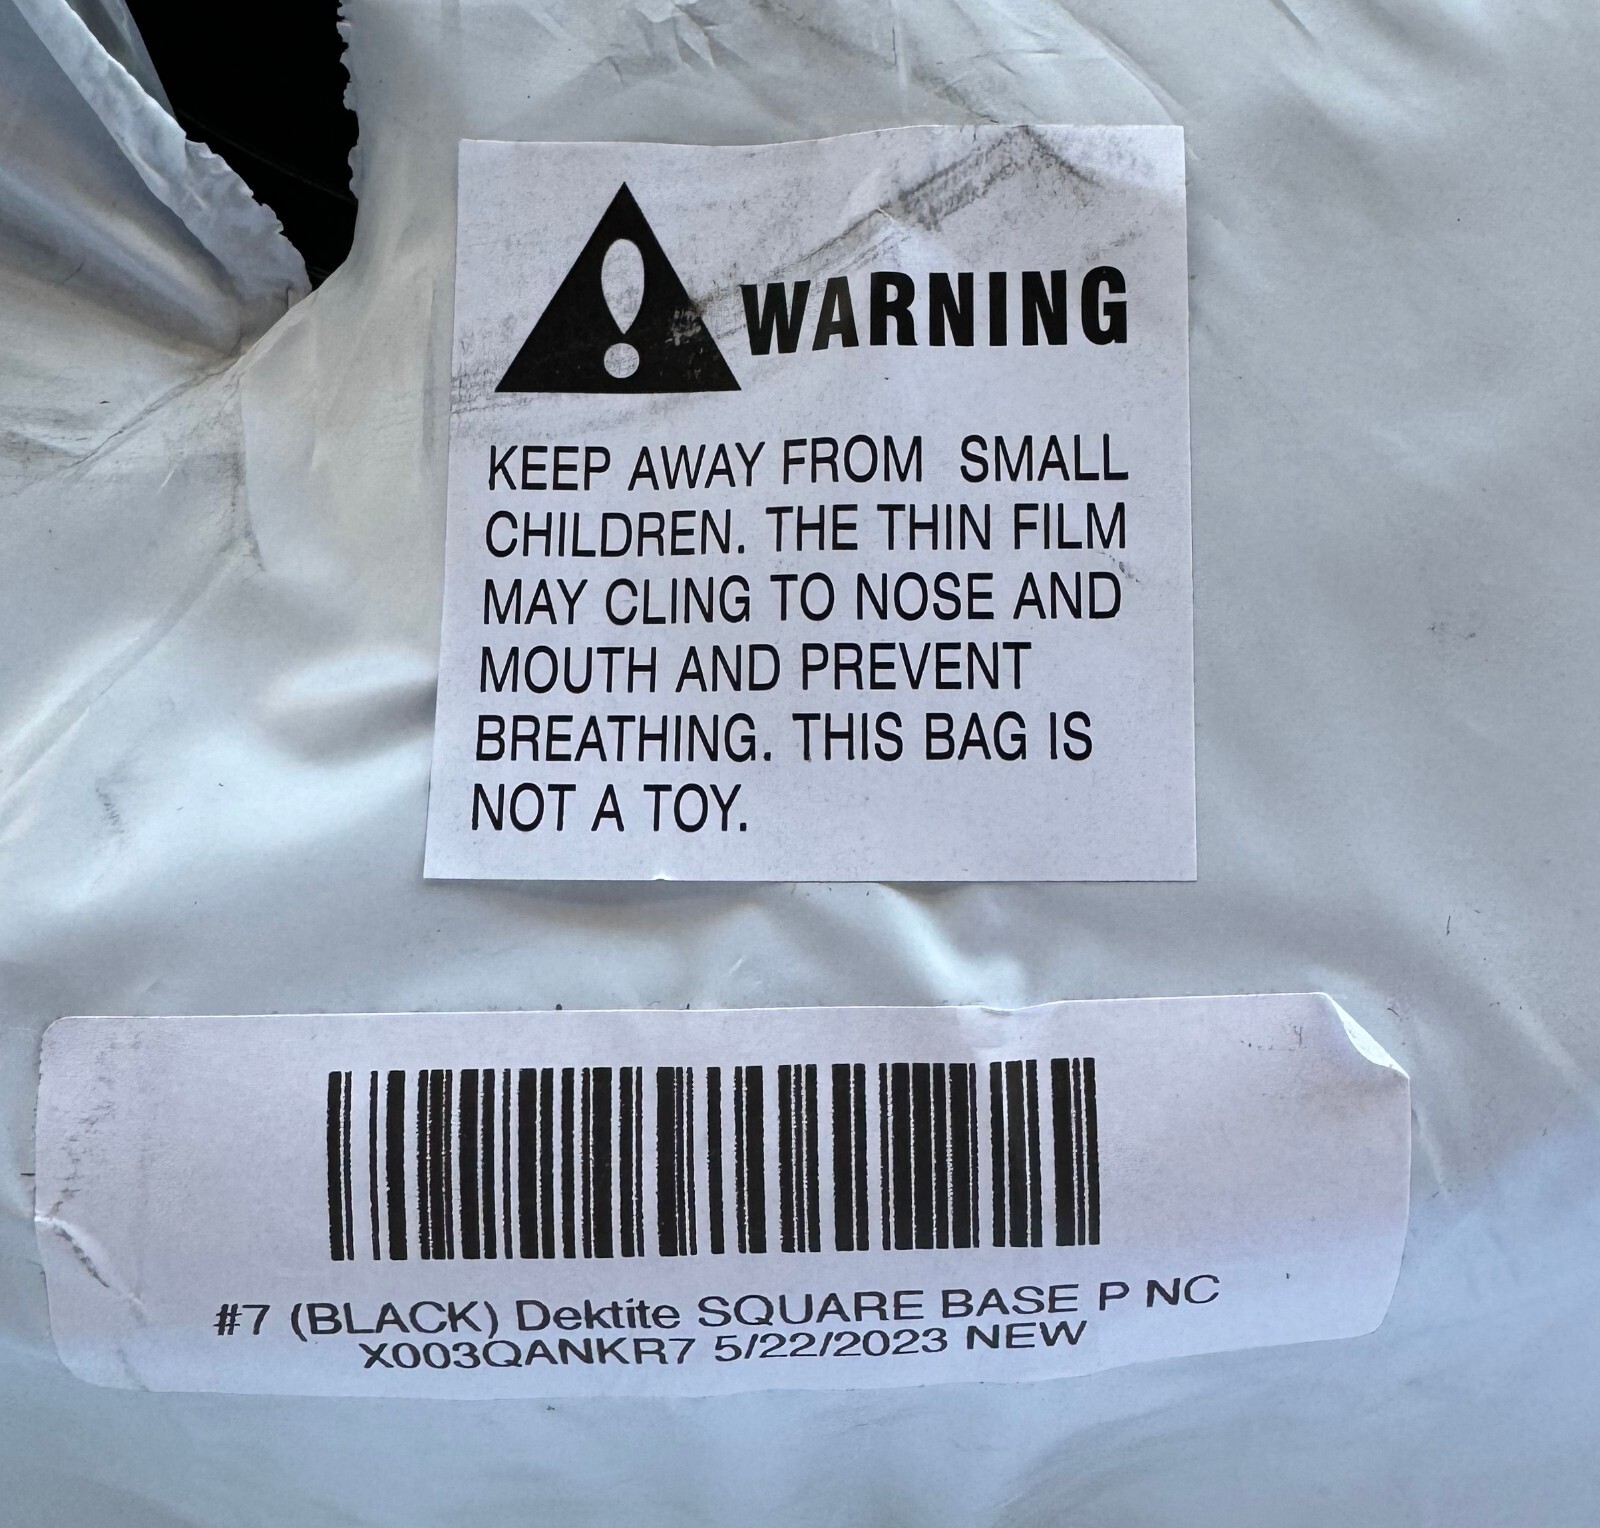 WARNING
KEEP AWAY FROM SMALL
CHILDREN. THE THIN FILM
MAY CLING TO NOSE AND
MOUTH AND PREVENT
BREATHING. THIS BAG IS
NOT A TOY.
#7 (BLACK) Dektite SQUARE BASE P NC
X003QANKR7 5/22/2023 NEW